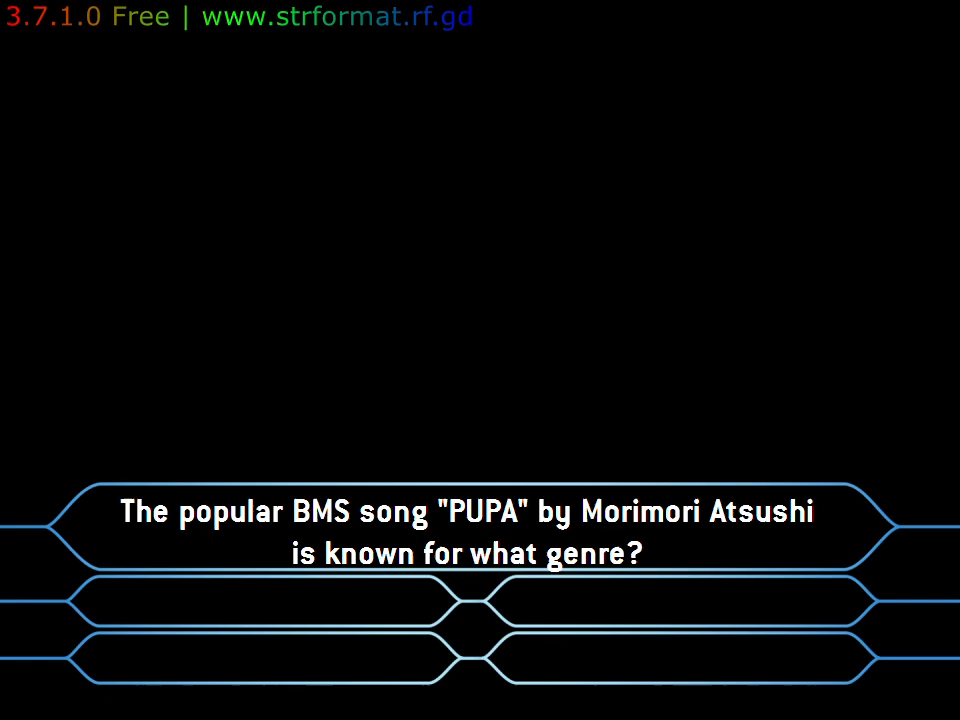 3.7.1.0 Free | www.strformat.rf.gd
The popular BMS song "PUPA" by Morimori Atsushi
is known for what genre?